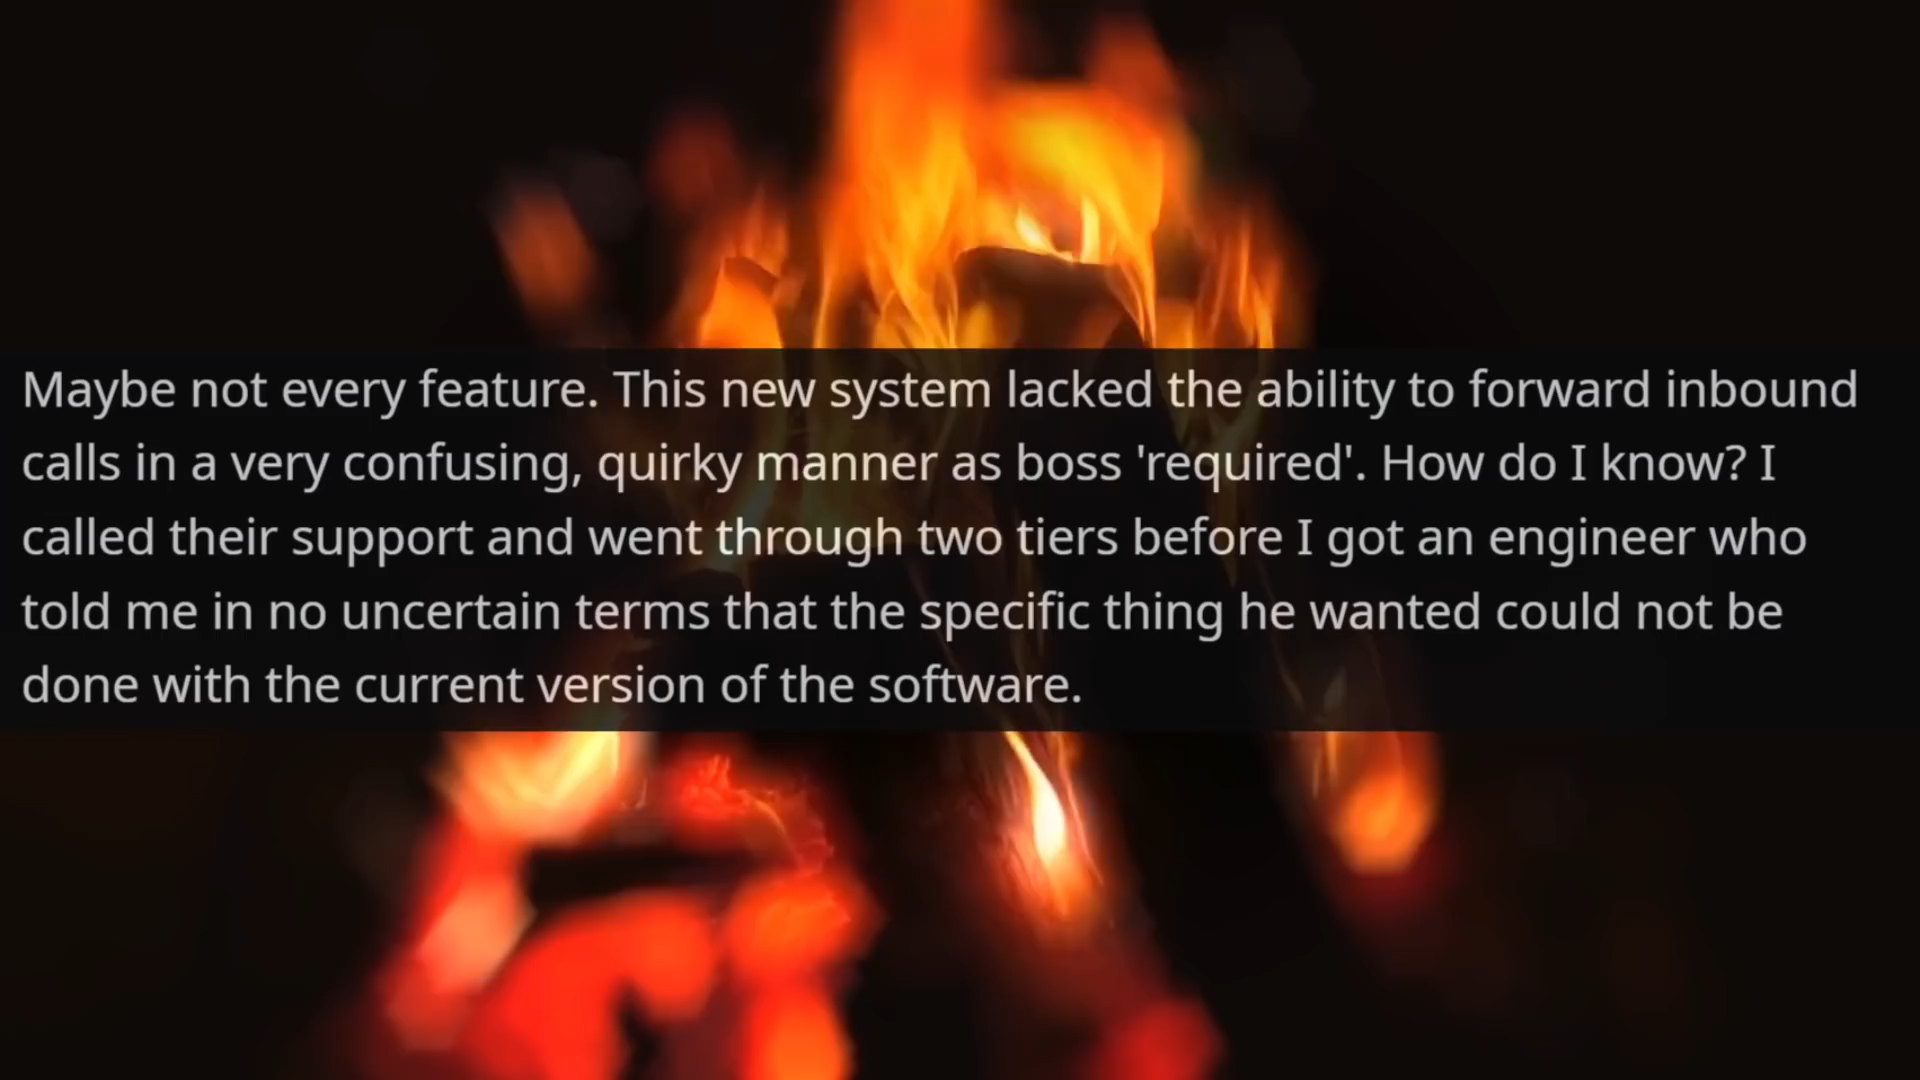 Maybe not every feature. This new system lacked the ability to forward inbound
calls in a very confusing, quirky manner as boss 'required'. How do I know? I
called their support and went through two tiers before I got an engineer who
told me in no uncertain terms that the specific thing he wanted could not be
done with the current version of the software.